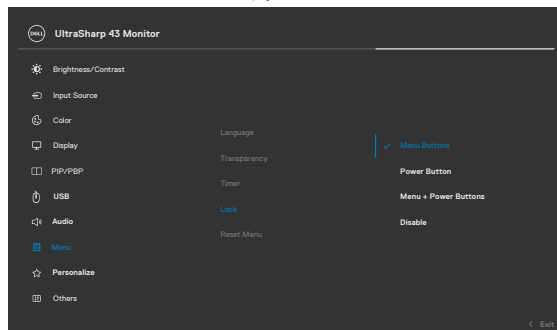 DELL
UltraSharp 43 Monitor
Brightness/Contrast
Input Source
Color
Display
PIP/PBP
USB
Audio
Menu
Personalize
Others
Language
Transparency
Timer
Lock
Reset Menu
Menu Buttons
Power Button
Menu + Power Buttons
Disable
Exit